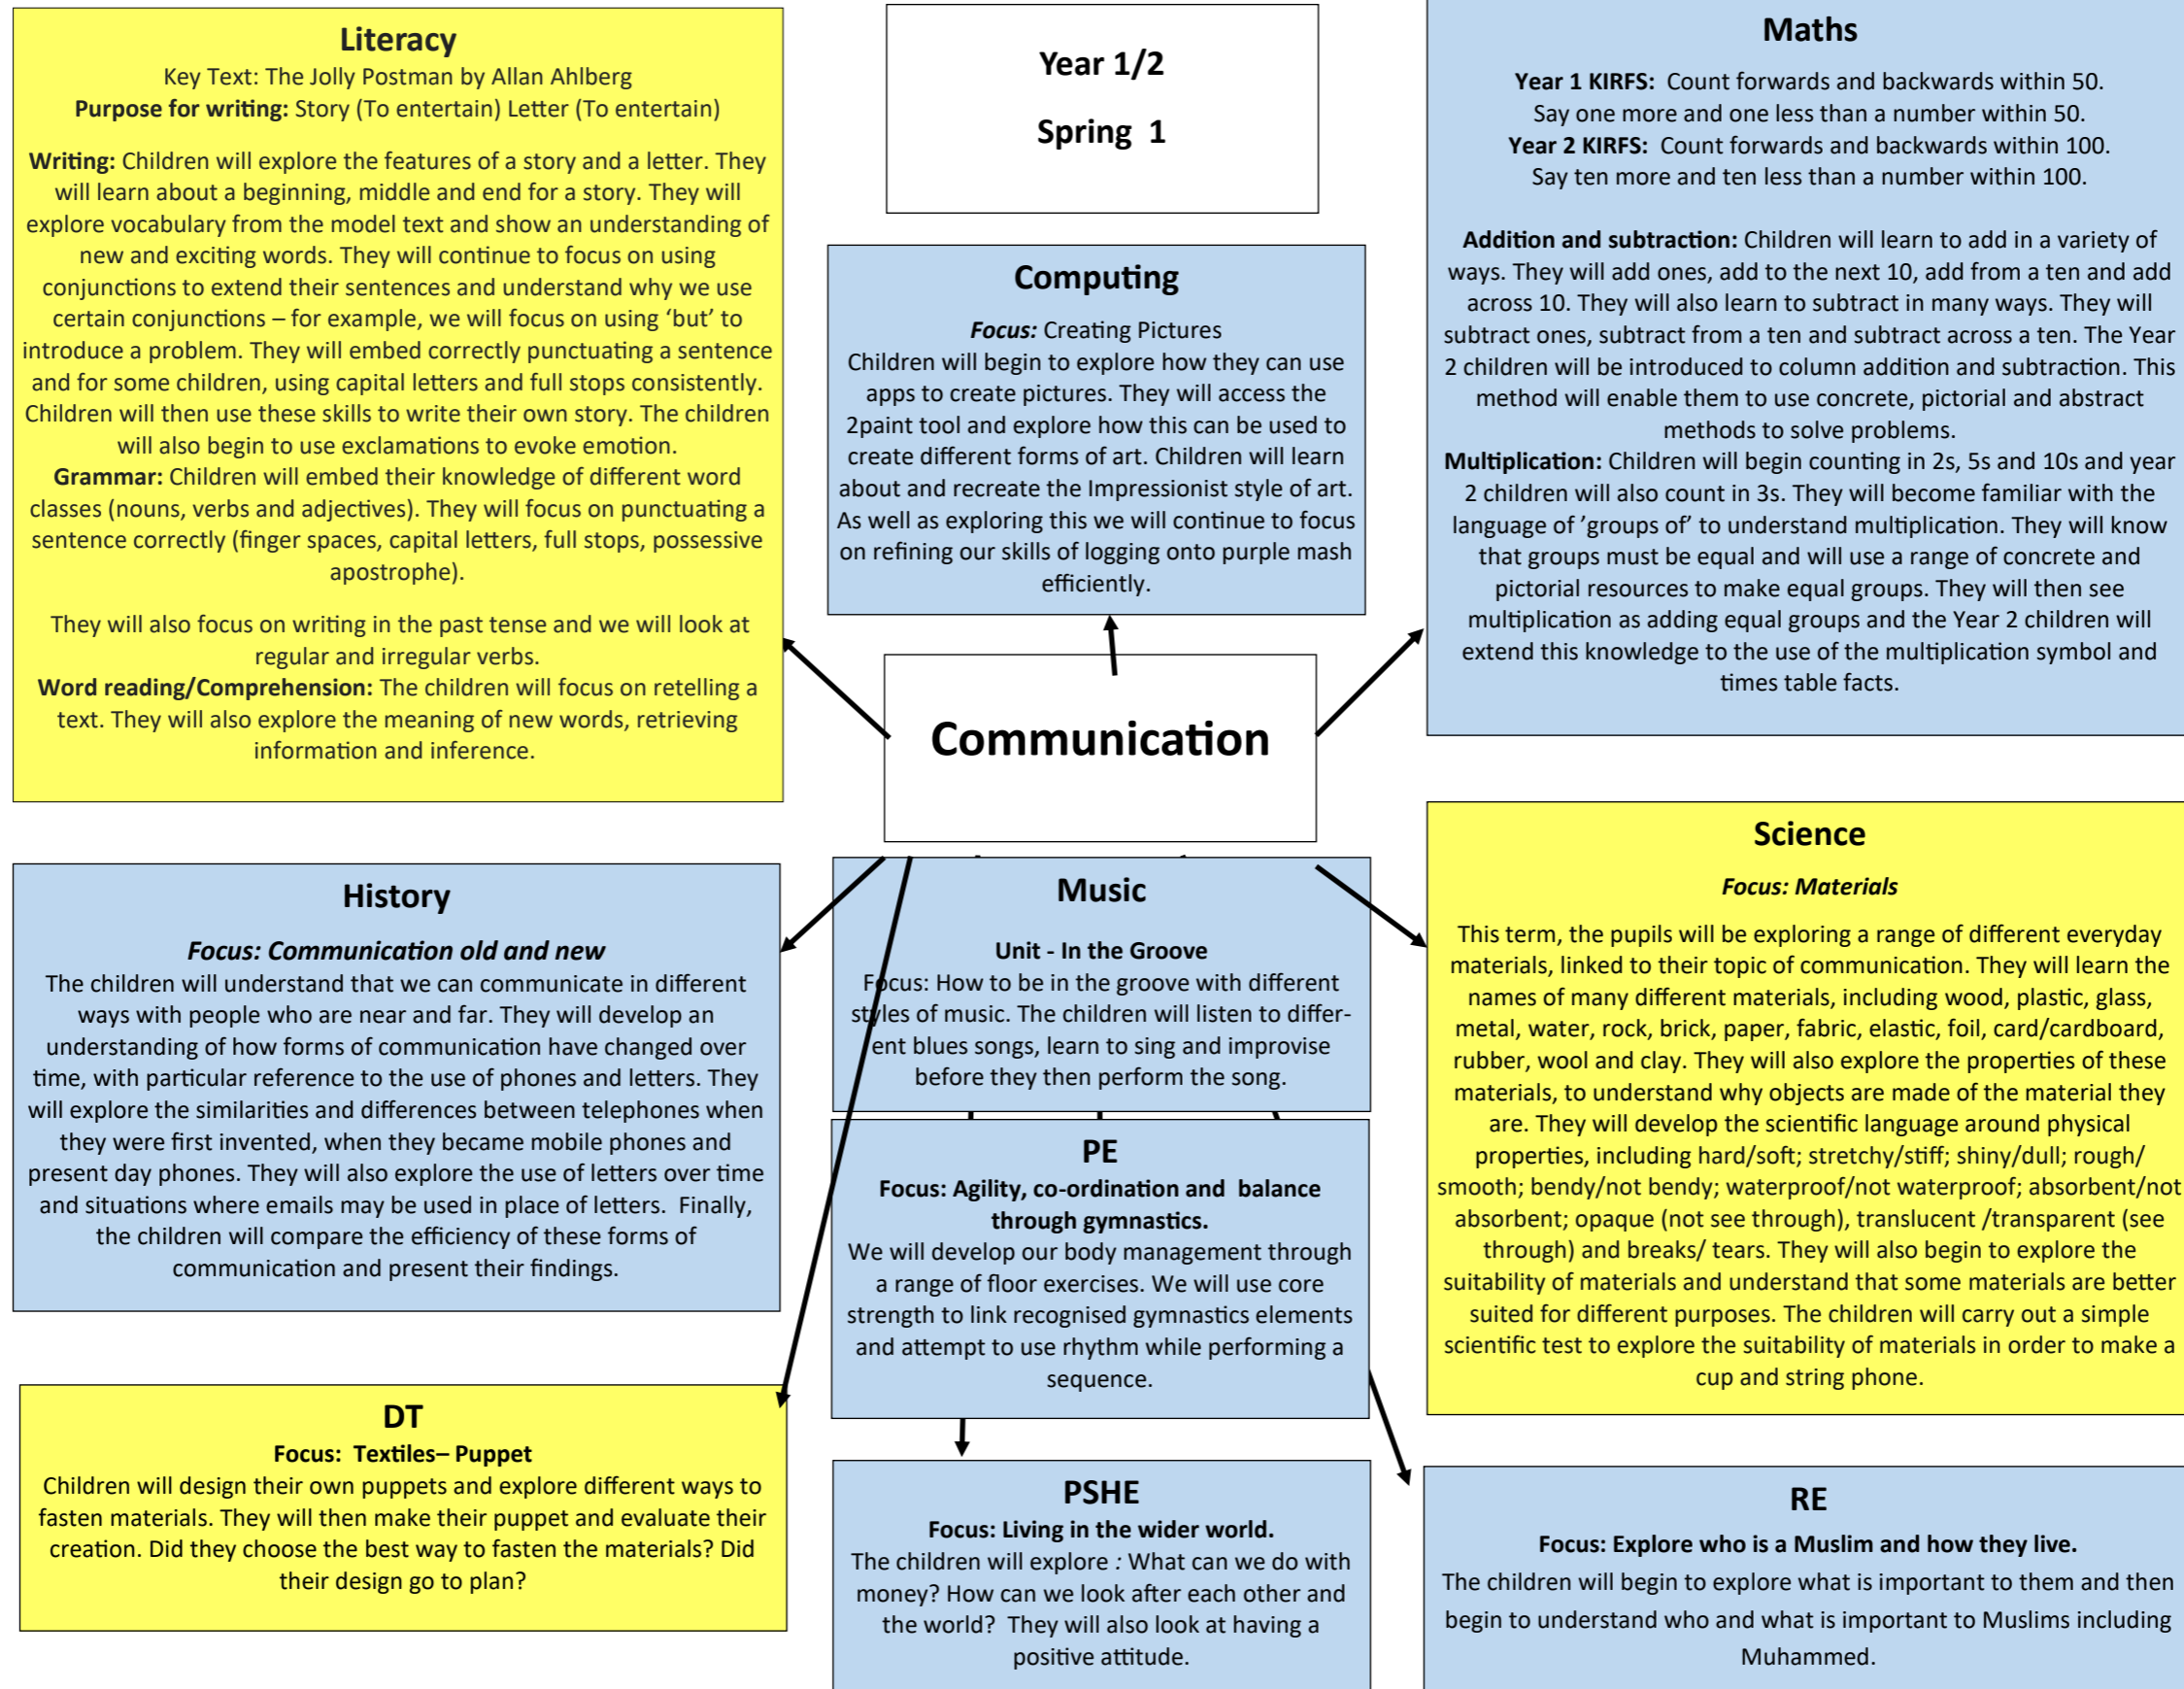 Literacy
Key Text: The Jolly Postman by Allan Ahlberg
Purpose for writing: Story (To entertain) Letter (To entertain)
Writing: Children will explore the features of a story and a letter. They
will learn about a beginning, middle and end for a story. They will
explore vocabulary from the model text and show an understanding of
new and exciting words. They will continue to focus on using
conjunctions to extend their sentences and understand why we use
certain conjunctions – for example, we will focus on using ‘but’ to
introduce a problem. They will embed correctly punctuating a sentence
and for some children, using capital letters and full stops consistently.
Children will then use these skills to write their own story. The children
will also begin to use exclamations to evoke emotion.
Grammar: Children will embed their knowledge of different word
classes (nouns, verbs and adjectives). They will focus on punctuating a
sentence correctly (finger spaces, capital letters, full stops, possessive
apostrophe).
They will also focus on writing in the past tense and we will look at
regular and irregular verbs.
Word reading/Comprehension: The children will focus on retelling a
text. They will also explore the meaning of new words, retrieving
information and inference.
Year 1/2
Spring 1
Computing
Focus: Creating Pictures
Children will begin to explore how they can use
apps to create pictures. They will access the
2paint tool and explore how this can be used to
create different forms of art. Children will learn
about and recreate the Impressionist style of art.
As well as exploring this we will continue to focus
on refining our skills of logging onto purple mash
efficiently.
Maths
Year 1 KIRFS: Count forwards and backwards within 50.
Say one more and one less than a number within 50.
Year 2 KIRFS: Count forwards and backwards within 100.
Say ten more and ten less than a number within 100.
Addition and subtraction: Children will learn to add in a variety of
ways. They will add ones, add to the next 10, add from a ten and add
across 10. They will also learn to subtract in many ways. They will
subtract ones, subtract from a ten and subtract across a ten. The Year
2 children will be introduced to column addition and subtraction. This
method will enable them to use concrete, pictorial and abstract
methods to solve problems.
Multiplication: Children will begin counting in 2s, 5s and 10s and year
2 children will also count in 3s. They will become familiar with the
language of ’groups of’ to understand multiplication. They will know
that groups must be equal and will use a range of concrete and
pictorial resources to make equal groups. They will then see
multiplication as adding equal groups and the Year 2 children will
extend this knowledge to the use of the multiplication symbol and
times table facts.
Communication
History
Focus: Communication old and new
The children will understand that we can communicate in different
ways with people who are near and far. They will develop an
understanding of how forms of communication have changed over
time, with particular reference to the use of phones and letters. They
will explore the similarities and differences between telephones when
they were first invented, when they became mobile phones and
present day phones. They will also explore the use of letters over time
and situations where emails may be used in place of letters. Finally,
the children will compare the efficiency of these forms of
communication and present their findings.
Music
Unit - In the Groove
Focus: How to be in the groove with different
styles of music. The children will listen to differ-
ent blues songs, learn to sing and improvise
before they then perform the song.
PE
Focus: Agility, co-ordination and balance
through gymnastics.
We will develop our body management through
a range of floor exercises. We will use core
strength to link recognised gymnastics elements
and attempt to use rhythm while performing a
sequence.
Science
Focus: Materials
This term, the pupils will be exploring a range of different everyday
materials, linked to their topic of communication. They will learn the
names of many different materials, including wood, plastic, glass,
metal, water, rock, brick, paper, fabric, elastic, foil, card/cardboard,
rubber, wool and clay. They will also explore the properties of these
materials, to understand why objects are made of the material they
are. They will develop the scientific language around physical
properties, including hard/soft; stretchy/stiff; shiny/dull; rough/
smooth; bendy/not bendy; waterproof/not waterproof; absorbent/not
absorbent; opaque (not see through), translucent /transparent (see
through) and breaks/ tears. They will also begin to explore the
suitability of materials and understand that some materials are better
suited for different purposes. The children will carry out a simple
scientific test to explore the suitability of materials in order to make a
cup and string phone.
DT
Focus: Textiles– Puppet
Children will design their own puppets and explore different ways to
fasten materials. They will then make their puppet and evaluate their
creation. Did they choose the best way to fasten the materials? Did
their design go to plan?
PSHE
Focus: Living in the wider world.
The children will explore : What can we do with
money? How can we look after each other and
the world? They will also look at having a
positive attitude.
RE
Focus: Explore who is a Muslim and how they live.
The children will begin to explore what is important to them and then
begin to understand who and what is important to Muslims including
Muhammed.